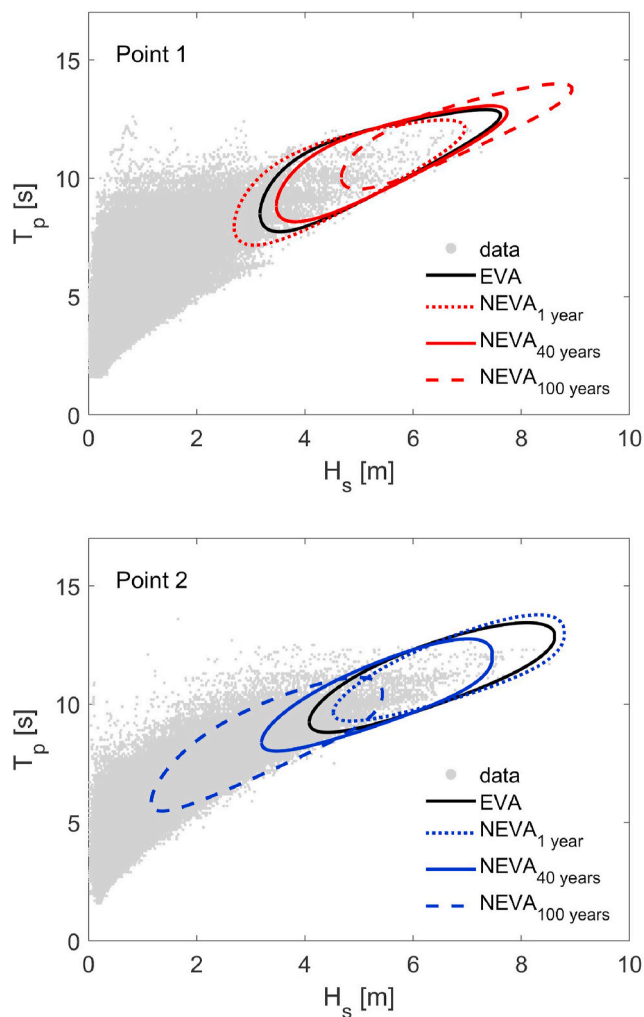 Point 1
15
10
5
0
T_p [s]
data
EVA
NEVA_1 year
NEVA_40 years
NEVA_100 years
0 2 4 6 8 10
H_s [m]
Point 2
15
10
5
0
T_p [s]
data
EVA
NEVA_1 year
NEVA_40 years
NEVA_100 years
0 2 4 6 8 10
H_s [m]